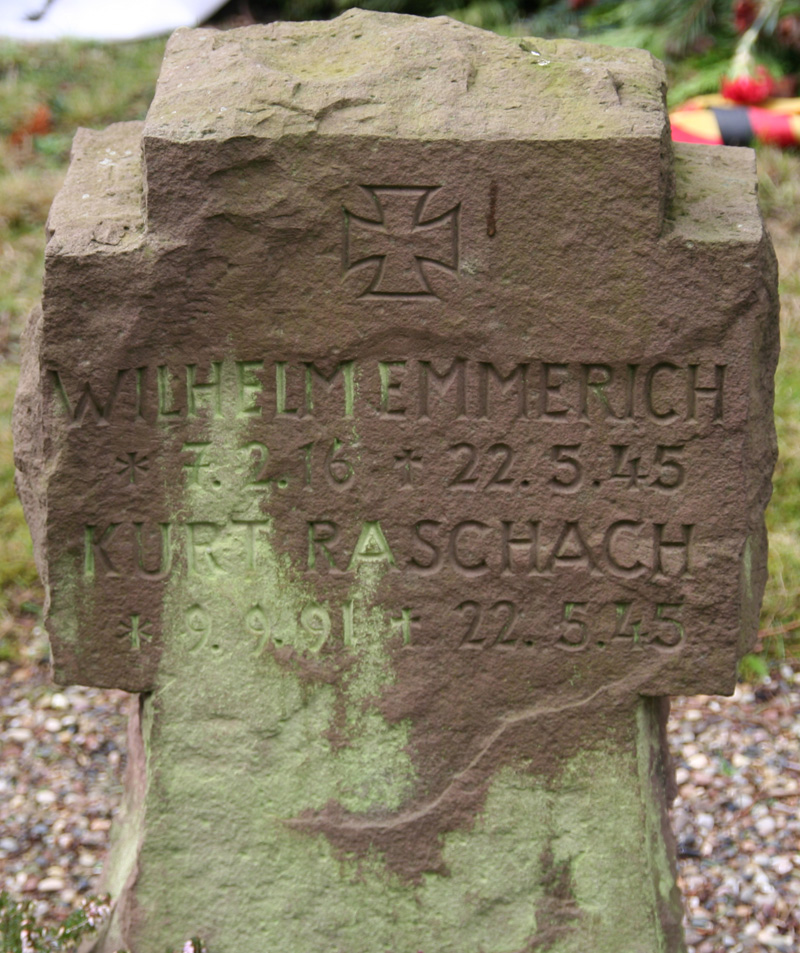 WILHELM EMMERICH
* 7.2.16 † 22.5.45
KURT RASCHACH
* 9.9.91 † 22.5.45